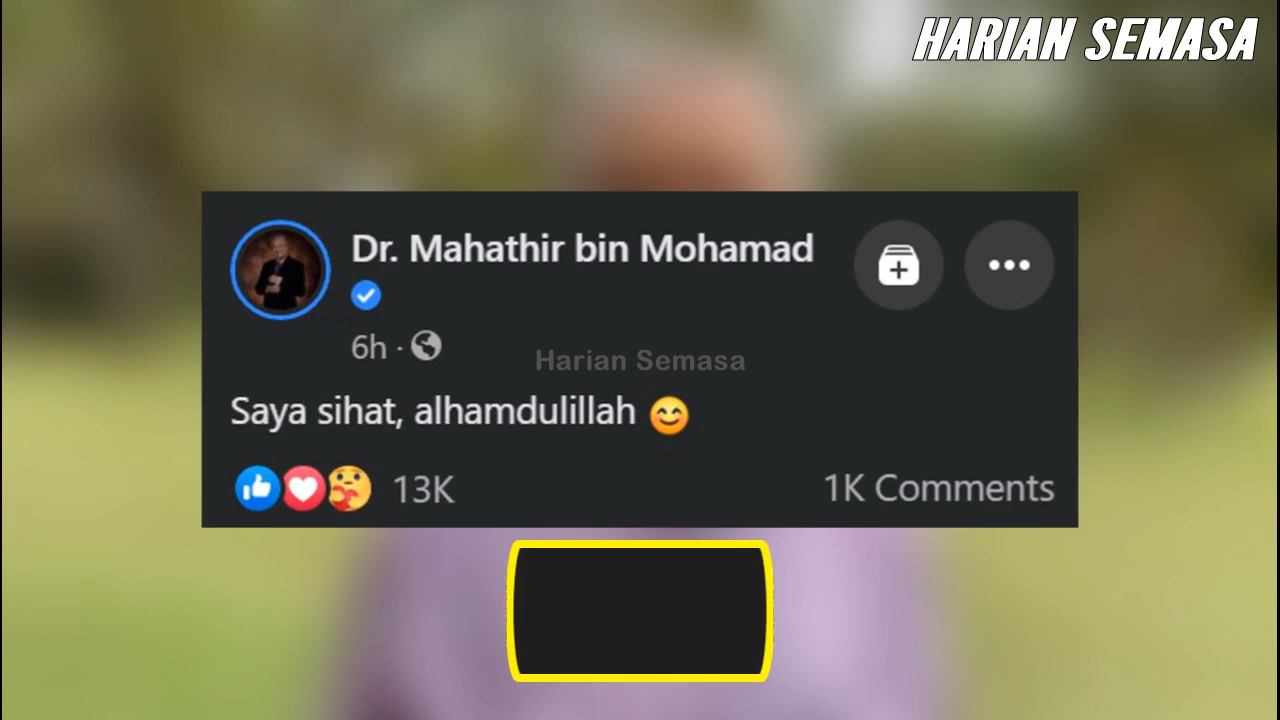 HARIAN SEMASA
Dr. Mahathir bin Mohamad
6h ·
Harian Semasa
Saya sihat, alhamdulillah 😊
13K
1K Comments